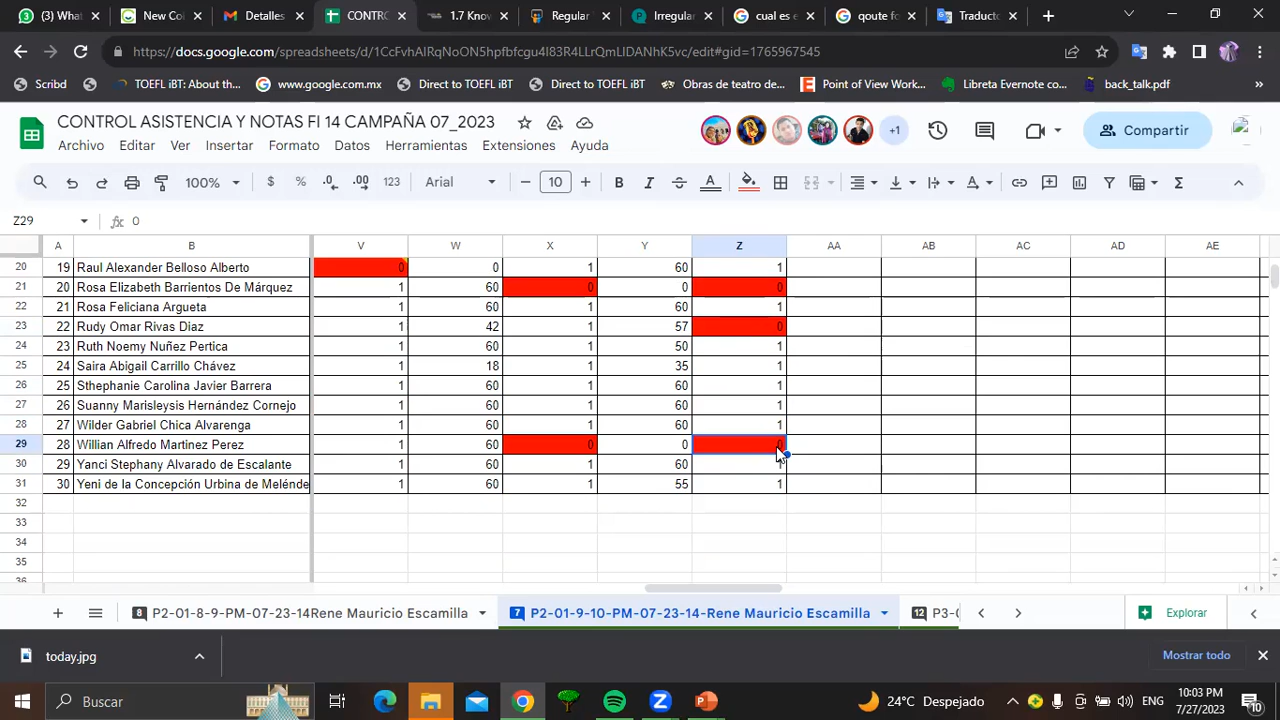 (3) What
New Col
Detalles
CONTRO
1.7 Know
Regular
Irregular
cual es e
qoute fo
Traducto
https://docs.google.com/spreadsheets/d/1CcFvhAIRgNoON5hpfbfcgu4I83R4LLrQmLIDANhK5vc/edit#gid=1765967545
Scribd TOEFL iBT: About th... www.google.com.mx Direct to TOEFL iBT Direct to TOEFL iBT Obras de teatro de... Point of View Work... Libreta Evernote co... back_talk.pdf »
CONTROL ASISTENCIA Y NOTAS FI 14 CAMPAÑA 07_2023
+1 Compartir
Archivo Editar Ver Insertar Formato Datos Herramientas Extensiones Ayuda
100% $ % .0 .00 123 Arial 10 B I A
Z29 fx 0
A B V W X Y Z AA AB AC AD AE
20 19 Raul Alexander Belloso Alberto 0 0 1 60 1
21 20 Rosa Elizabeth Barrientos De Márquez 1 60 0 0 0
22 21 Rosa Feliciana Argueta 1 60 1 60 1
23 22 Rudy Omar Rivas Diaz 1 42 1 57 0
24 23 Ruth Noemy Nuñez Pertica 1 60 1 50 1
25 24 Saira Abigail Carrillo Chávez 1 18 1 35 1
26 25 Sthephanie Carolina Javier Barrera 1 60 1 60 1
27 26 Suanny Marisleysis Hernández Cornejo 1 60 1 60 1
28 27 Wilder Gabriel Chica Alvarenga 1 60 1 60 1
29 28 Willian Alfredo Martinez Perez 1 60 0 0 0
30 29 Yanci Stephany Alvarado de Escalante 1 60 1 60 1
31 30 Yeni de la Concepción Urbina de Meléndez 1 60 1 55 1
32
33
34
35
36
8 P2-01-8-9-PM-07-23-14Rene Mauricio Escamilla 7 P2-01-9-10-PM-07-23-14-Rene Mauricio Escamilla 12 P3-0 Explorar
today.jpg Mostrar todo
Buscar 24°C Despejado ENG 10:03 PM
7/27/2023 10